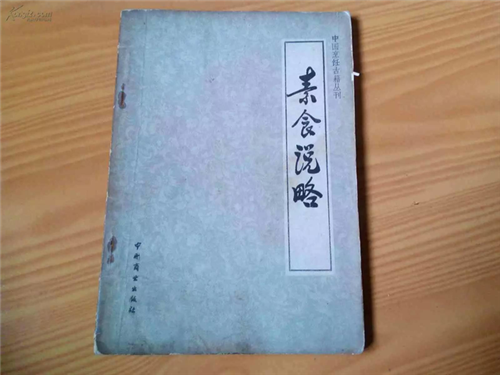 中国烹饪古籍丛刊
素食说略
中国商业出版社